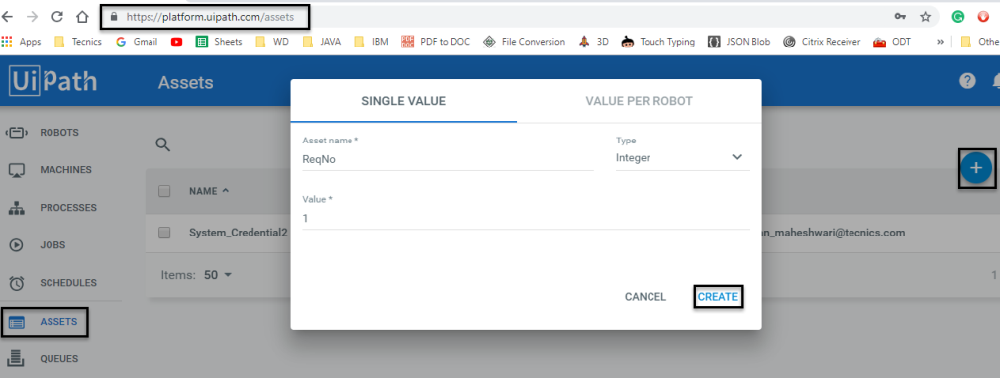 https://platform.uipath.com/assets
Apps Tecnics Gmail Sheets WD JAVA IBM PDF to DOC File Conversion 3D Touch Typing JSON Blob Citrix Receiver ODT » Othe
UiPath Assets
SINGLE VALUE VALUE PER ROBOT
ROBOTS
Asset name * Type
ReqNo Integer
MACHINES
NAME
PROCESSES
Value *
1
System_Credential2 an_maheshwari@tecnics.com
JOBS
Items: 50 1
SCHEDULES
CANCEL CREATE
ASSETS
QUEUES